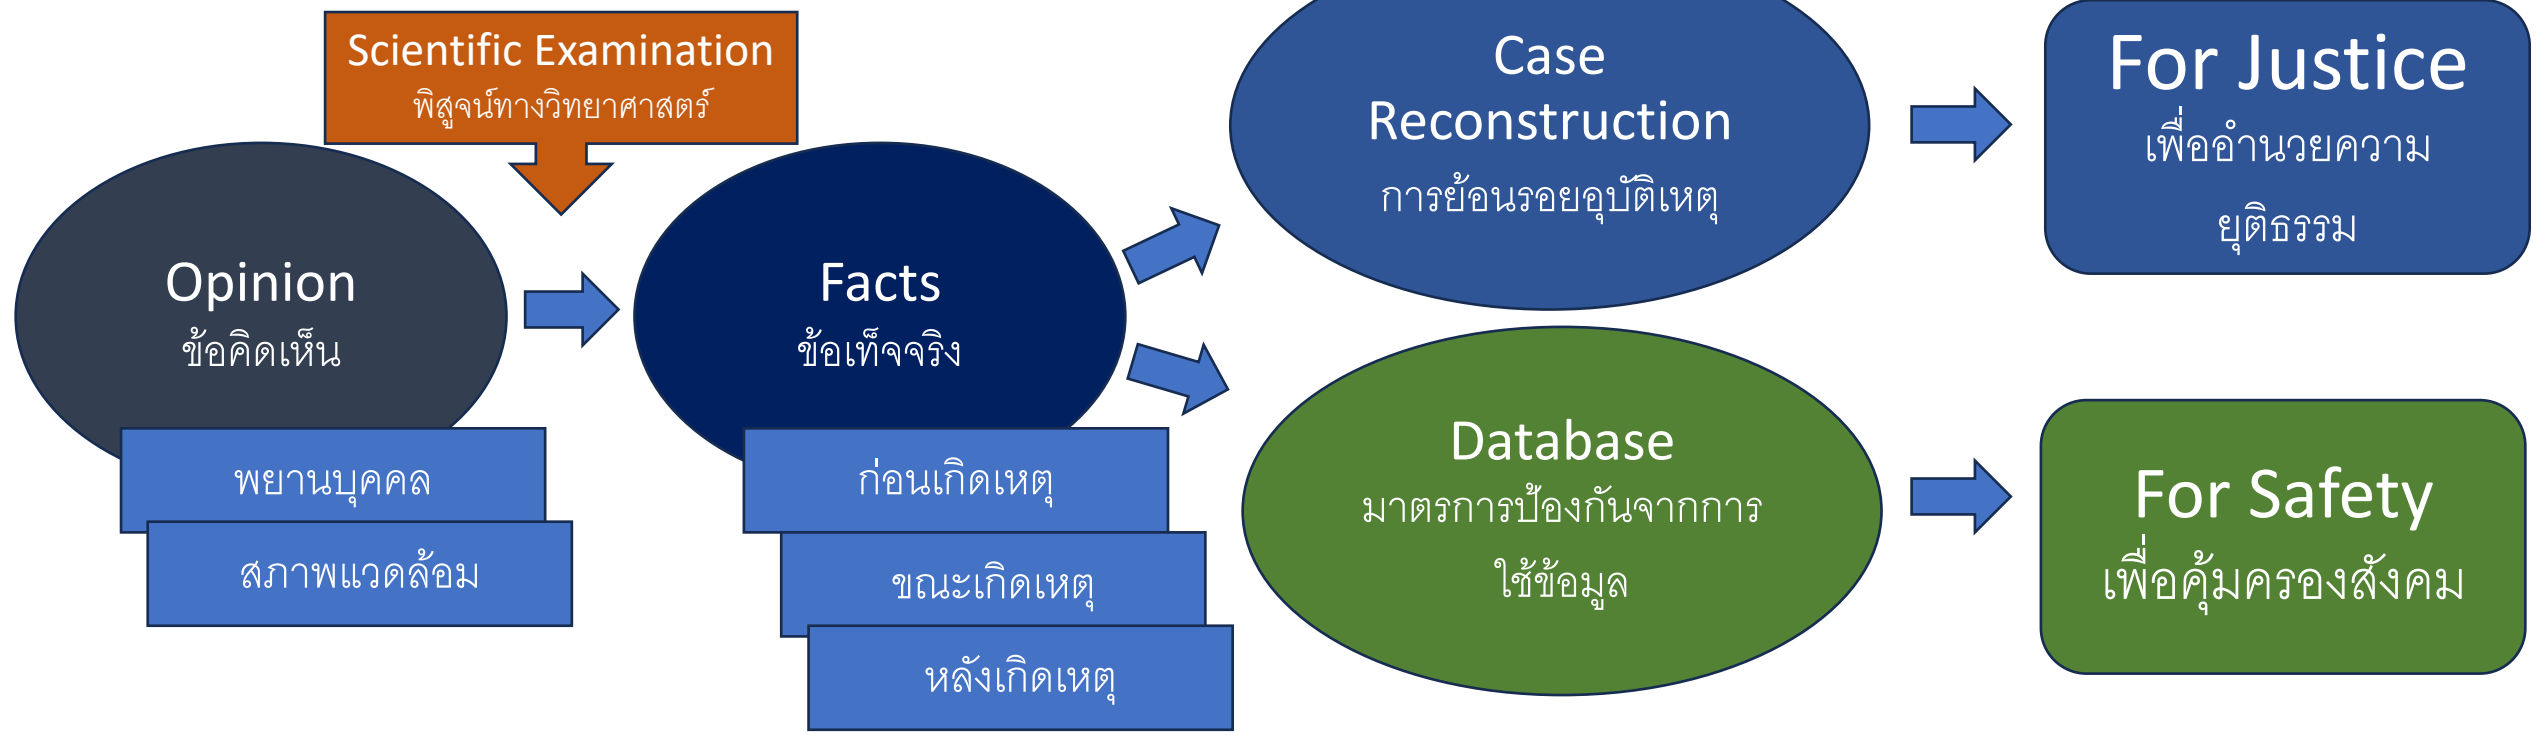 Scientific Examination
พิสูจน์ทางวิทยาศาสตร์
Opinion
ข้อคิดเห็น
พยานบุคคล
สภาพแวดล้อม
Facts
ข้อเท็จจริง
ก่อนเกิดเหตุ
ขณะเกิดเหตุ
หลังเกิดเหตุ
Case
Reconstruction
การย้อนรอยอุบัติเหตุ
For Justice
เพื่ออำนวยความ
ยุติธรรม
Database
มาตรการป้องกันจากการ
ใช้ข้อมูล
For Safety
เพื่อคุ้มครองสังคม